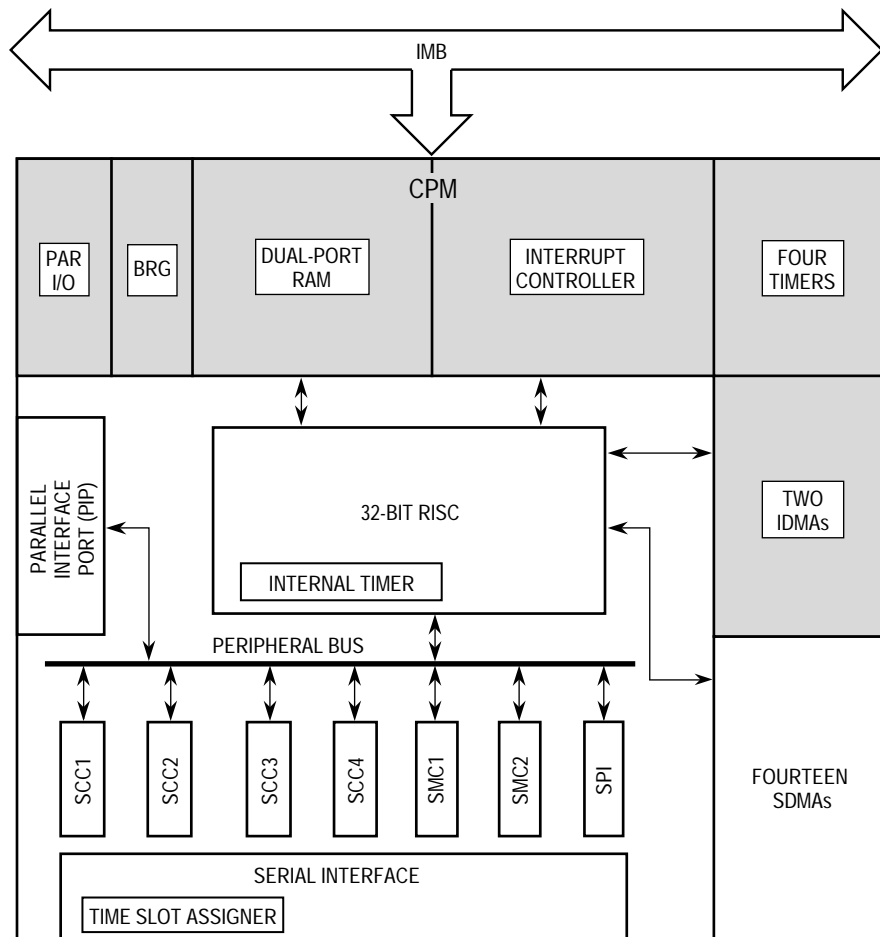 IMB
CPM
PAR
I/O
BRG
DUAL-PORT
RAM
INTERRUPT
CONTROLLER
FOUR
TIMERS
PARALLEL
INTERFACE
PORT (PIP)
32-BIT RISC
INTERNAL TIMER
TWO
IDMAs
PERIPHERAL BUS
SCC1
SCC2
SCC3
SCC4
SMC1
SMC2
SPI
FOURTEEN
SDMAs
SERIAL INTERFACE
TIME SLOT ASSIGNER